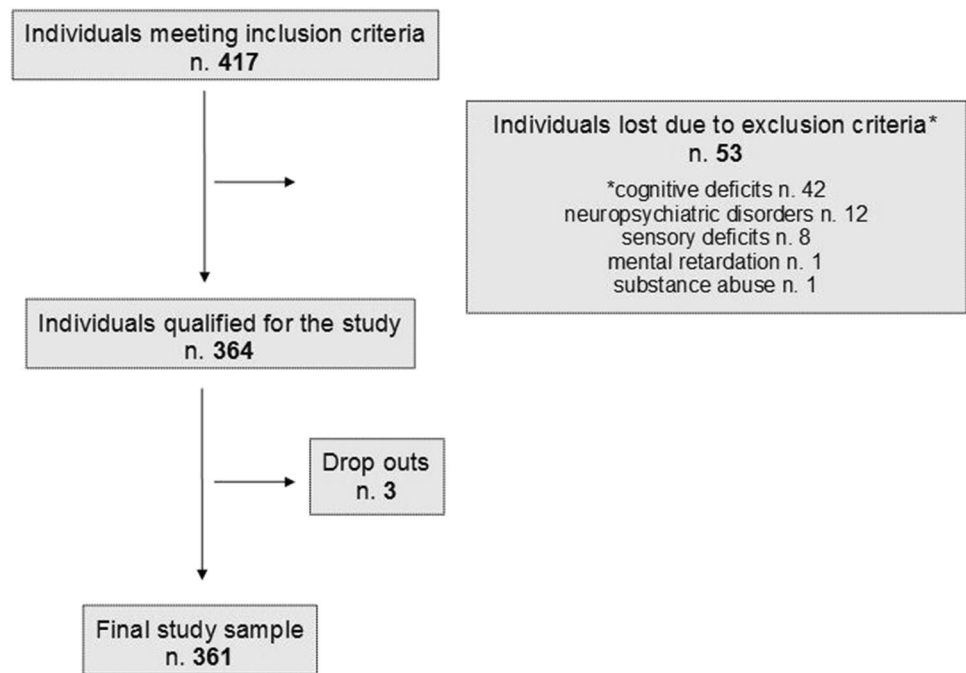 Individuals meeting inclusion criteria
n. 417
Individuals lost due to exclusion criteria*
n. 53
*cognitive deficits n. 42
neuropsychiatric disorders n. 12
sensory deficits n. 8
mental retardation n. 1
substance abuse n. 1
Individuals qualified for the study
n. 364
Drop outs
n. 3
Final study sample
n. 361